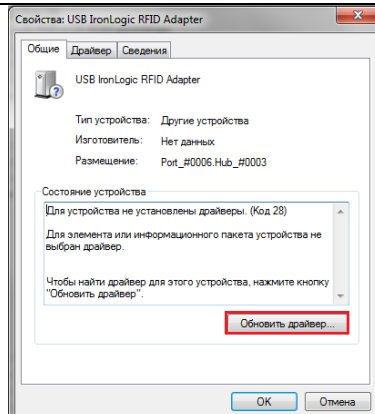 Свойства: USB IronLogic RFID Adapter
Общие Драйвер Сведения
USB IronLogic RFID Adapter
Тип устройства: Другие устройства
Изготовитель: Нет данных
Размещение: Port_#0006.Hub_#0003
Состояние устройства
Для устройства не установлены драйверы. (Код 28)
Для элемента или информационного пакета устройства не
выбран драйвер.
Чтобы найти драйвер для этого устройства, нажмите кнопку
"Обновить драйвер".
Обновить драйвер...
OK Отмена